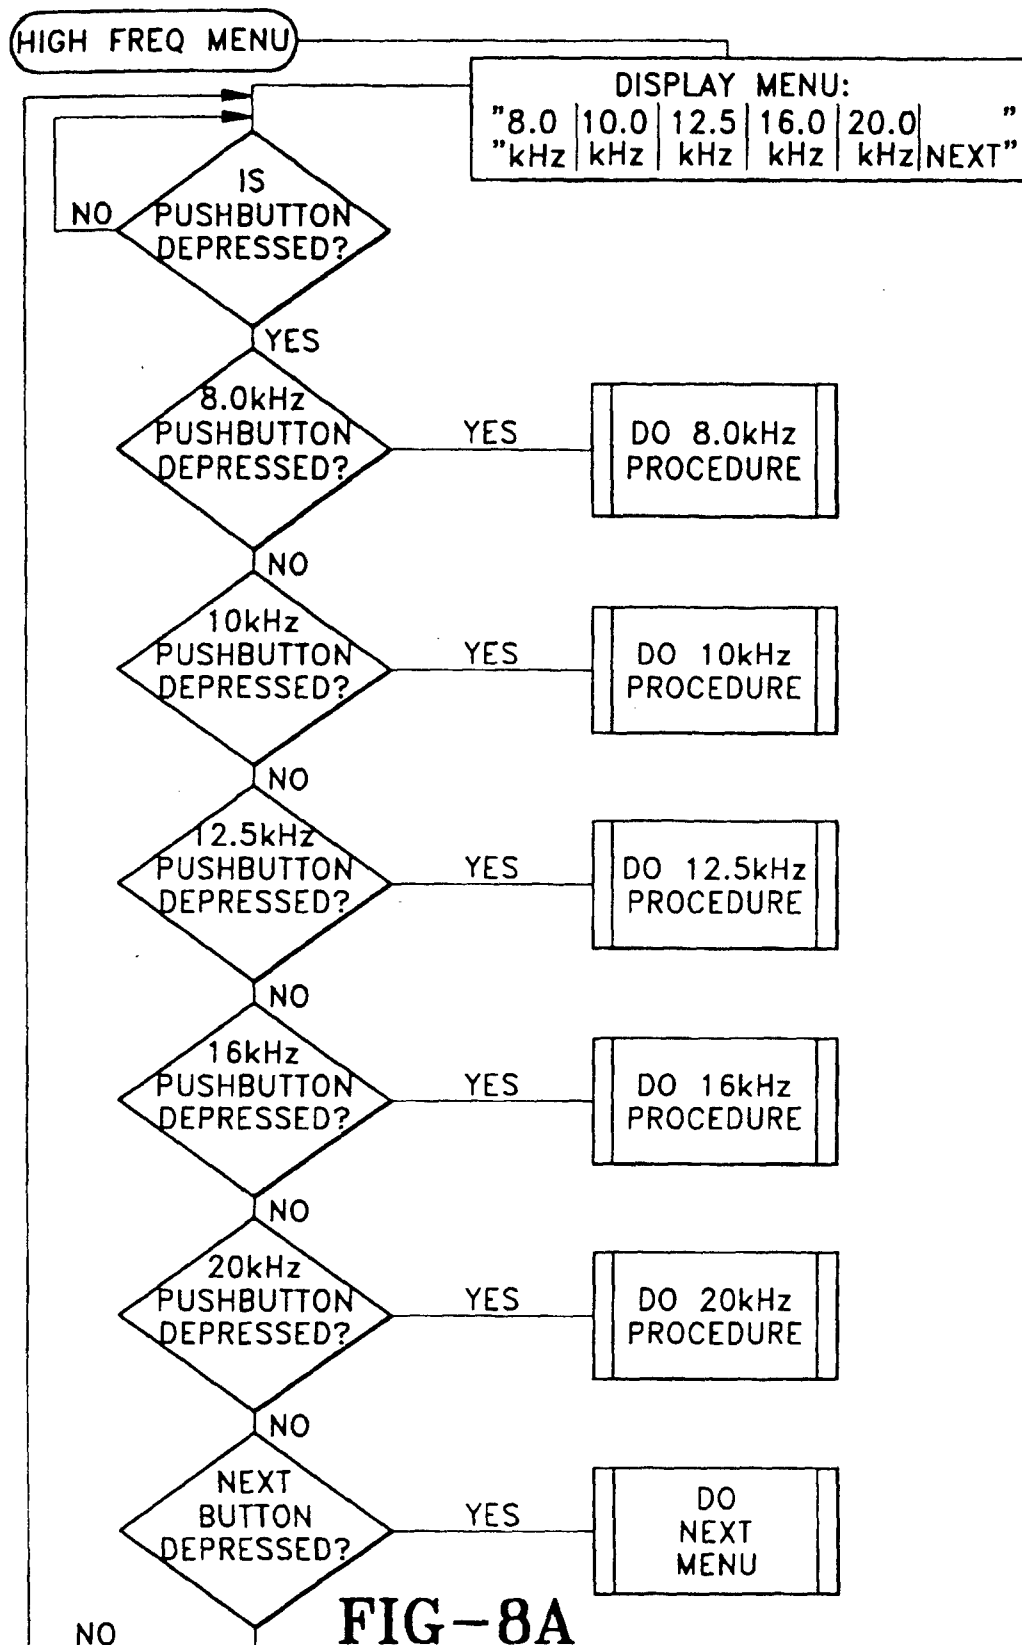 HIGH FREQ MENU
DISPLAY MENU:
"8.0 |10.0| 12.5 |16.0 |20.0| "
"kHz| kHz| kHz | kHz | kHz|NEXT"
IS
PUSHBUTTON
DEPRESSED?
NO
YES
8.0kHz
PUSHBUTTON
DEPRESSED?
YES
DO 8.0kHz
PROCEDURE
NO
10kHz
PUSHBUTTON
DEPRESSED?
YES
DO 10kHz
PROCEDURE
NO
12.5kHz
PUSHBUTTON
DEPRESSED?
YES
DO 12.5kHz
PROCEDURE
NO
16kHz
PUSHBUTTON
DEPRESSED?
YES
DO 16kHz
PROCEDURE
NO
20kHz
PUSHBUTTON
DEPRESSED?
YES
DO 20kHz
PROCEDURE
NO
NEXT
BUTTON
DEPRESSED?
YES
DO
NEXT
MENU
NO
FIG-8A